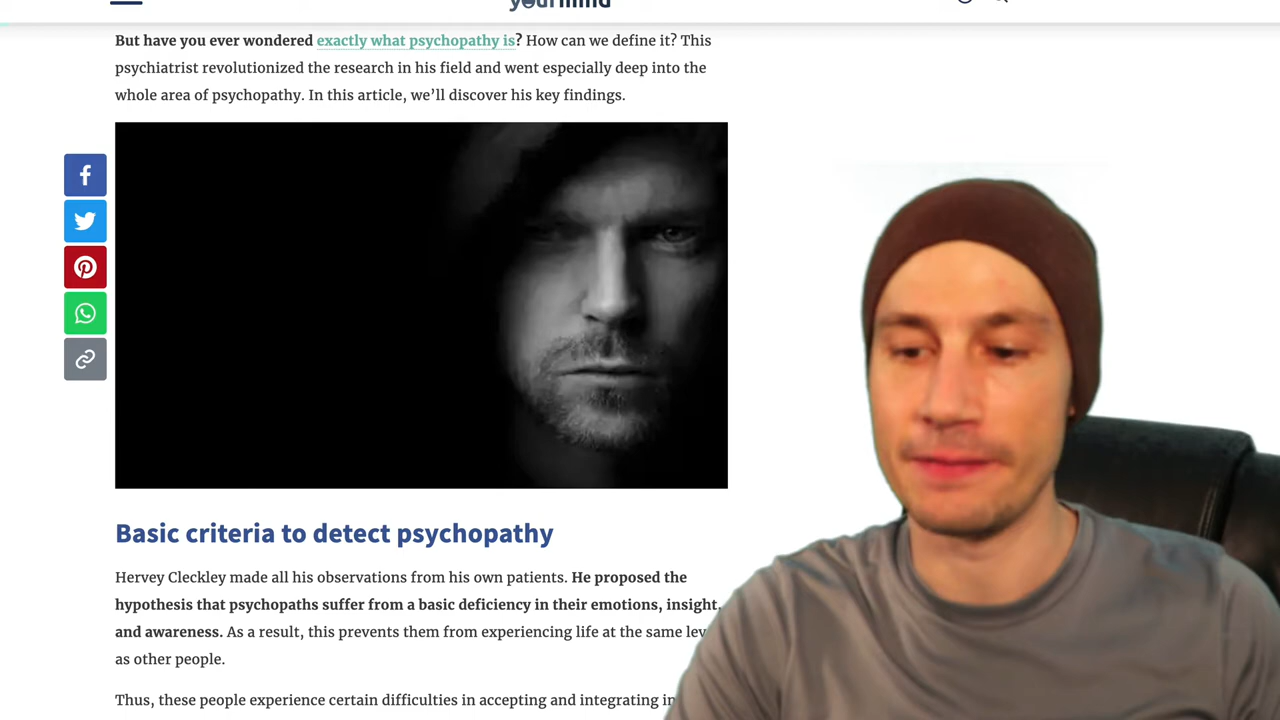 But have you ever wondered exactly what psychopathy is? How can we define it? This
psychiatrist revolutionized the research in his field and went especially deep into the
whole area of psychopathy. In this article, we’ll discover his key findings.
Basic criteria to detect psychopathy
Hervey Cleckley made all his observations from his own patients. He proposed the
hypothesis that psychopaths suffer from a basic deficiency in their emotions, insight,
and awareness. As a result, this prevents them from experiencing life at the same
as other people.
Thus, these people experience certain difficulties in accepting and integrating